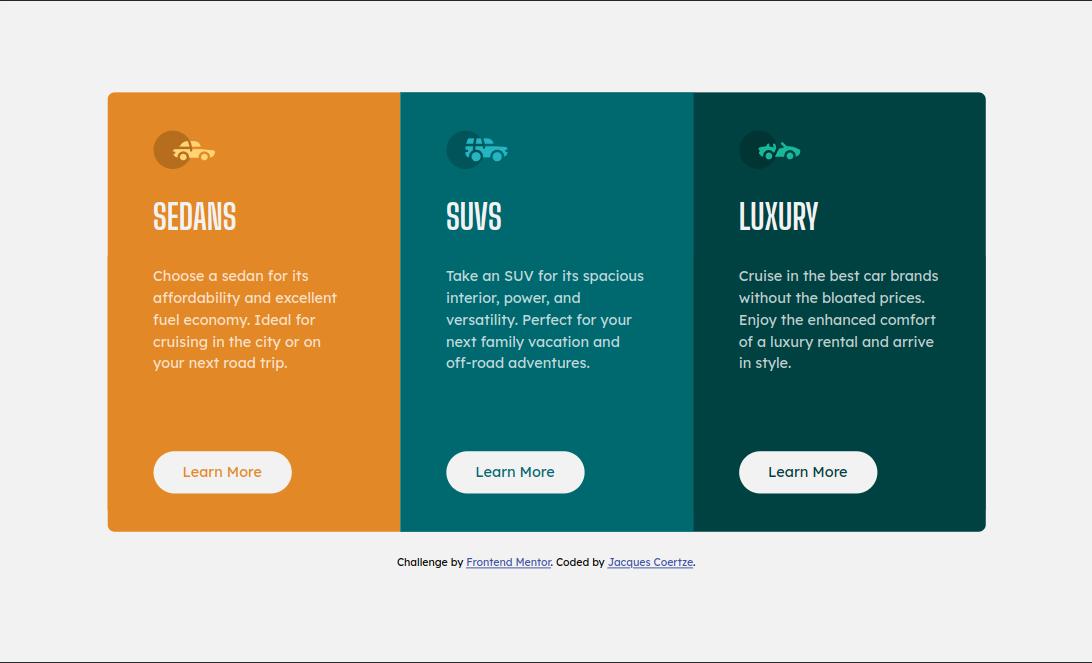 SEDANS
Choose a sedan for its
affordability and excellent
fuel economy. Ideal for
cruising in the city or on
your next road trip.
Learn More
SUVS
Take an SUV for its spacious
interior, power, and
versatility. Perfect for your
next family vacation and
off-road adventures.
Learn More
LUXURY
Cruise in the best car brands
without the bloated prices.
Enjoy the enhanced comfort
of a luxury rental and arrive
in style.
Learn More
Challenge by Frontend Mentor. Coded by Jacques Coertze.